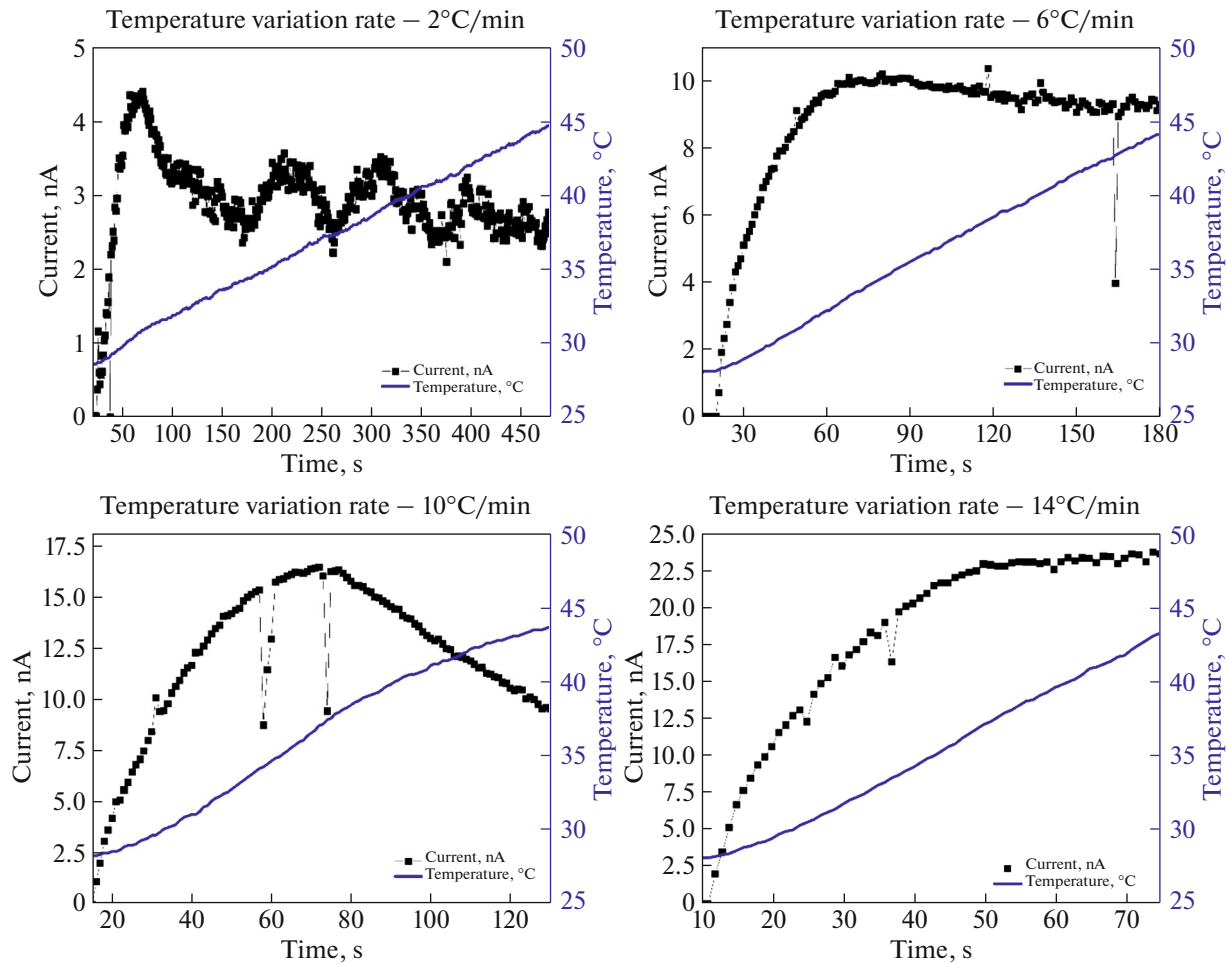 Temperature variation rate – 2°C/min
5
4
3
2
1
0
Current, nA
50 100 150 200 250 300 350 400 450
Time, s
50
45
40
35
30
25
Temperature, °C
Current, nA
Temperature, °C
Temperature variation rate – 6°C/min
10
8
6
4
2
0
Current, nA
30 60 90 120 150 180
Time, s
50
45
40
35
30
25
Temperature, °C
Current, nA
Temperature, °C
Temperature variation rate – 10°C/min
17.5
15.0
12.5
10.0
7.5
5.0
2.5
0
Current, nA
20 40 60 80 100 120
Time, s
50
45
40
35
30
25
Temperature, °C
Current, nA
Temperature, °C
Temperature variation rate – 14°C/min
25.0
22.5
20.0
17.5
15.0
12.5
10.0
7.5
5.0
2.5
0
Current, nA
10 20 30 40 50 60 70
Time, s
50
45
40
35
30
25
Temperature, °C
Current, nA
Temperature, °C